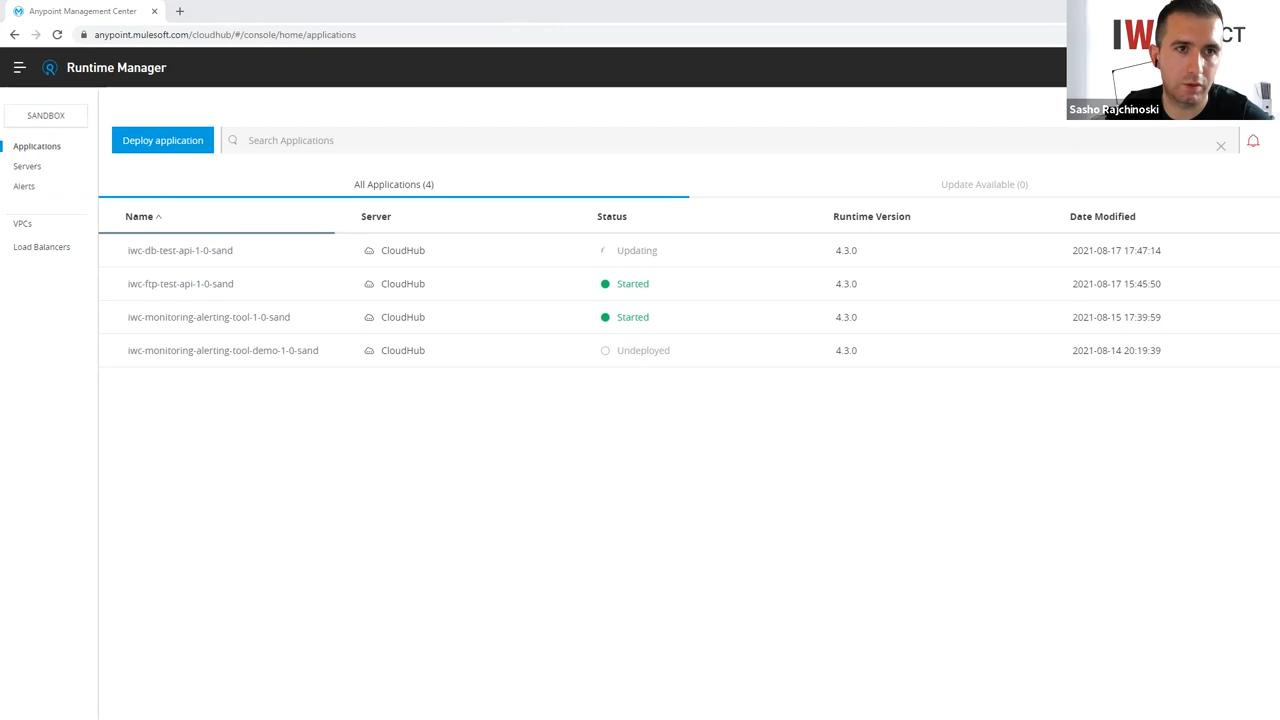 Anypoint Management Center
anypoint.mulesoft.com/cloudhub/#/console/home/applications
Runtime Manager
IW
CT
Sasho Rajchinoski
SANDBOX
Applications
Servers
Alerts
VPCs
Load Balancers
Deploy application
Search Applications
All Applications (4)
Update Available (0)
Name Server Status Runtime Version Date Modified
iwc-db-test-api-1-0-sand CloudHub Updating 4.3.0 2021-08-17 17:47:14
iwc-ftp-test-api-1-0-sand CloudHub Started 4.3.0 2021-08-17 15:45:50
iwc-monitoring-alerting-tool-1-0-sand CloudHub Started 4.3.0 2021-08-15 17:39:59
iwc-monitoring-alerting-tool-demo-1-0-sand CloudHub Undeployed 4.3.0 2021-08-14 20:19:39